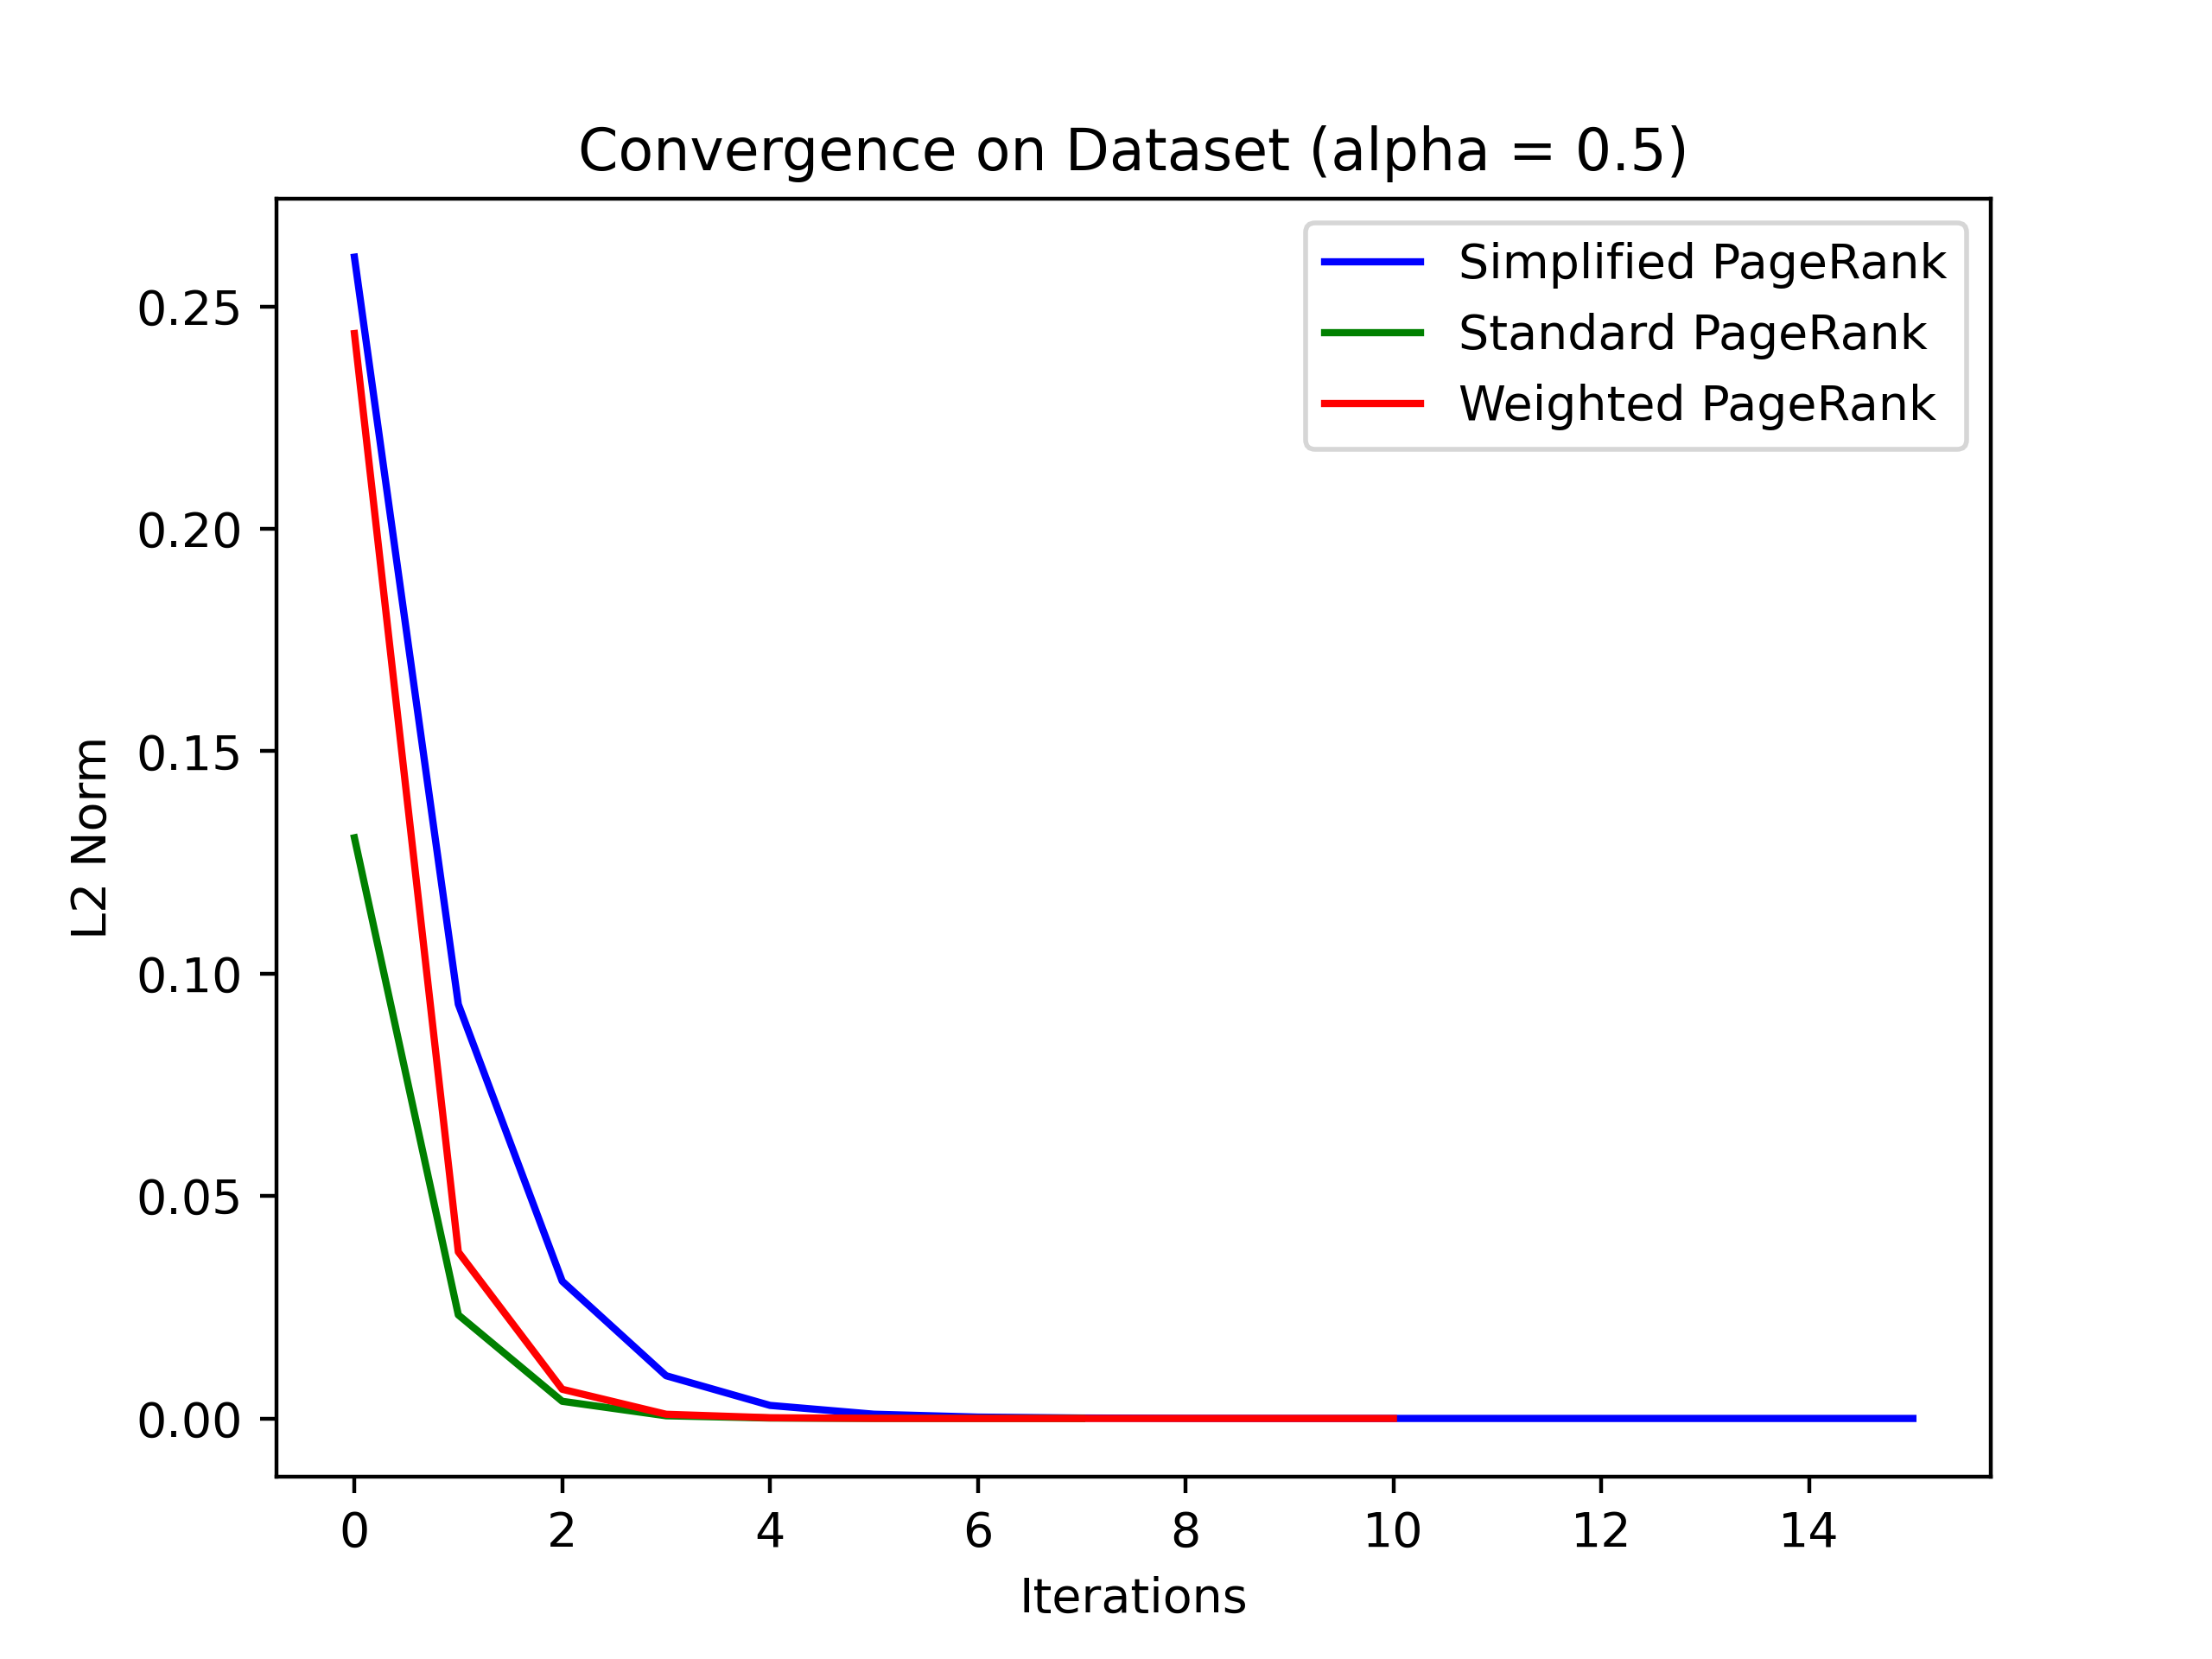 Convergence on Dataset (alpha = 0.5)
Simplified PageRank
Standard PageRank
Weighted PageRank
L2 Norm
0.25
0.20
0.15
0.10
0.05
0.00
0 2 4 6 8 10 12 14
Iterations